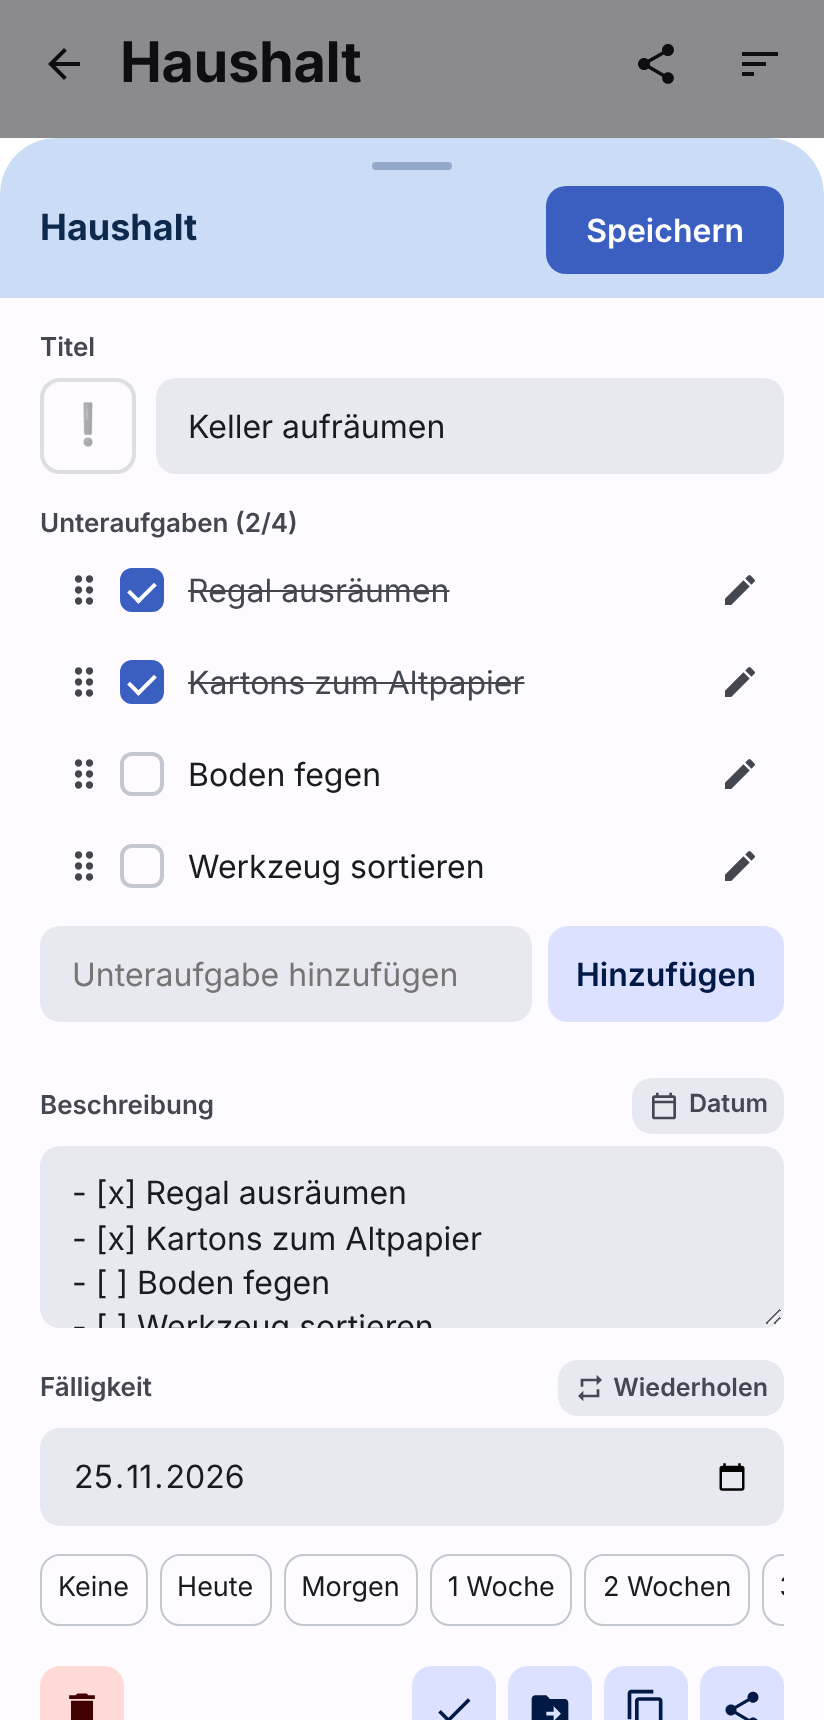 Haushalt
Haushalt
Speichern
Titel
Keller aufräumen
Unteraufgaben (2/4)
Regal ausräumen
Kartons zum Altpapier
Boden fegen
Werkzeug sortieren
Unteraufgabe hinzufügen
Hinzufügen
Beschreibung
Datum
- [x] Regal ausräumen
- [x] Kartons zum Altpapier
- [ ] Boden fegen
- [ ] Werkzeug sortieren
Fälligkeit
Wiederholen
25.11.2026
Keine
Heute
Morgen
1 Woche
2 Wochen